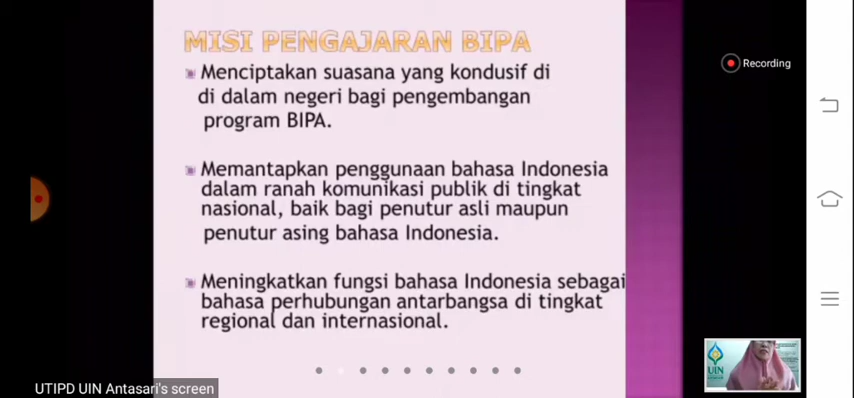 MISI PENGAJARAN BIPA
Menciptakan suasana yang kondusif di
di dalam negeri bagi pengembangan
program BIPA.
Memantapkan penggunaan bahasa Indonesia
dalam ranah komunikasi publik di tingkat
nasional, baik bagi penutur asli maupun
penutur asing bahasa Indonesia.
Meningkatkan fungsi bahasa Indonesia sebagai
bahasa perhubungan antarbangsa di tingkat
regional dan internasional.
Recording
UIN
UTIPD UIN Antasari's screen